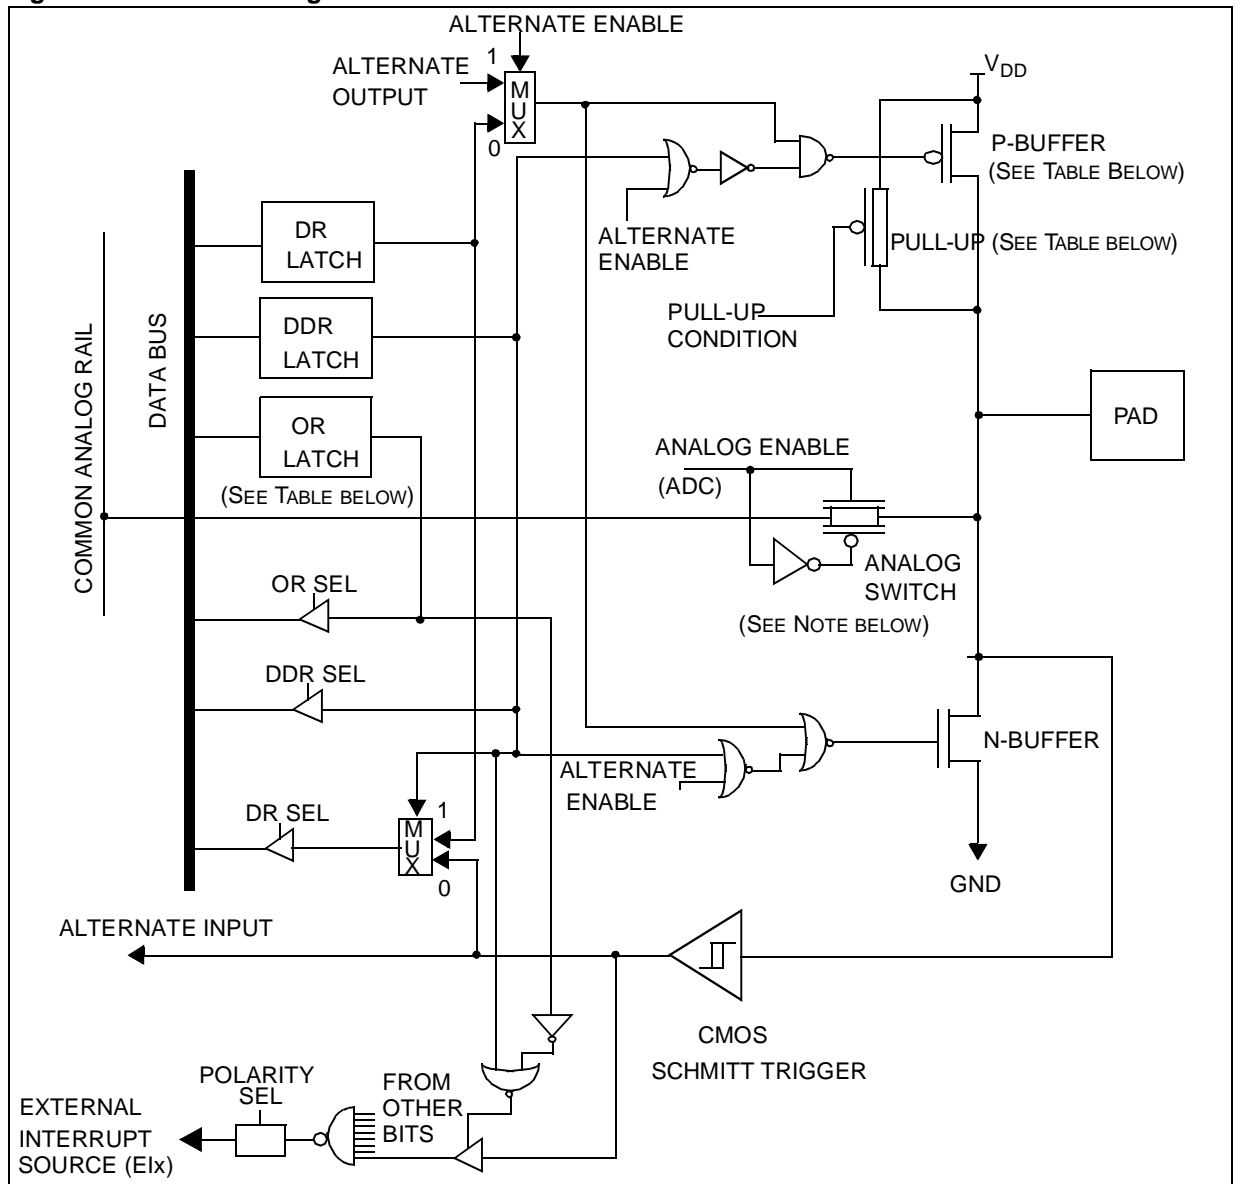 ALTERNATE ENABLE
ALTERNATE
OUTPUT
1
MUX
0
VDD
P-BUFFER
(SEE TABLE BELOW)
ALTERNATE
ENABLE
PULL-UP (SEE TABLE BELOW)
PULL-UP
CONDITION
DR
LATCH
DDR
LATCH
OR
LATCH
(SEE TABLE BELOW)
COMMON ANALOG RAIL
DATA BUS
PAD
ANALOG ENABLE
(ADC)
ANALOG
SWITCH
(SEE NOTE BELOW)
OR SEL
DDR SEL
DR SEL
MUX
1
0
ALTERNATE
ENABLE
N-BUFFER
GND
ALTERNATE INPUT
CMOS
SCHMITT TRIGGER
POLARITY
SEL
FROM
OTHER
BITS
EXTERNAL
INTERRUPT
SOURCE (EIx)